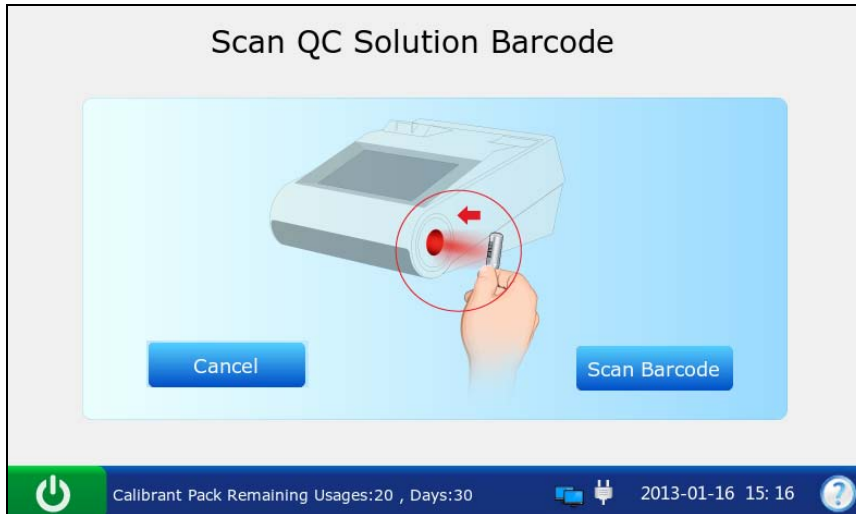 Scan QC Solution Barcode
Cancel
Scan Barcode
Calibrant Pack Remaining Usages:20 , Days:30
2013-01-16 15: 16
?